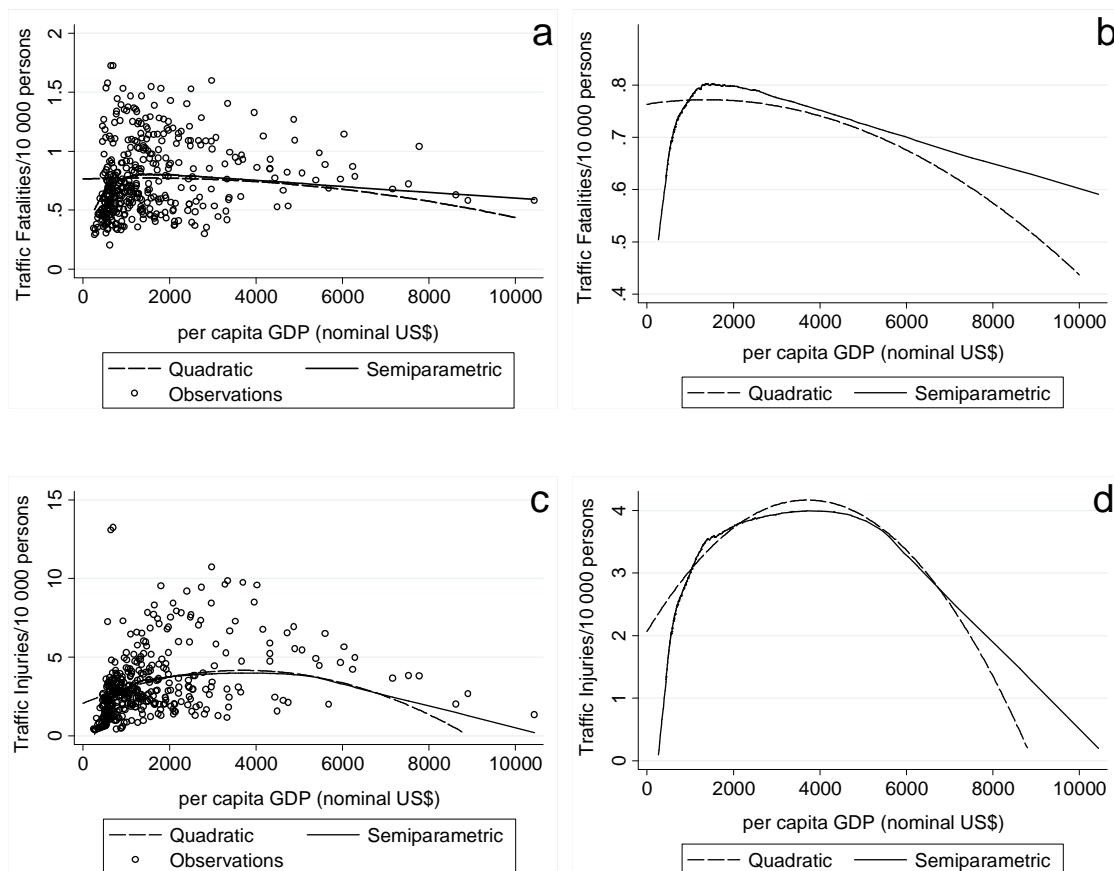 a
Traffic Fatalities/10 000 persons
2
1.5
1
.5
0
0 2000 4000 6000 8000 10000
per capita GDP (nominal US$)
Quadratic Semiparametric
Observations
b
Traffic Fatalities/10 000 persons
.8
.7
.6
.5
.4
0 2000 4000 6000 8000 10000
per capita GDP (nominal US$)
Quadratic Semiparametric
c
Traffic Injuries/10 000 persons
15
10
5
0
0 2000 4000 6000 8000 10000
per capita GDP (nominal US$)
Quadratic Semiparametric
Observations
d
Traffic Injuries/10 000 persons
4
3
2
1
0
0 2000 4000 6000 8000 10000
per capita GDP (nominal US$)
Quadratic Semiparametric